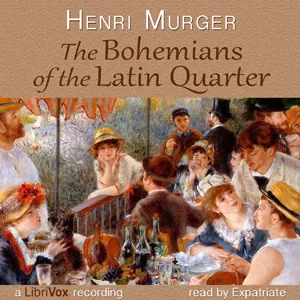 HENRI MURGER
The Bohemians
of the Latin Quarter
a LibriVox recording
read by Expatriate